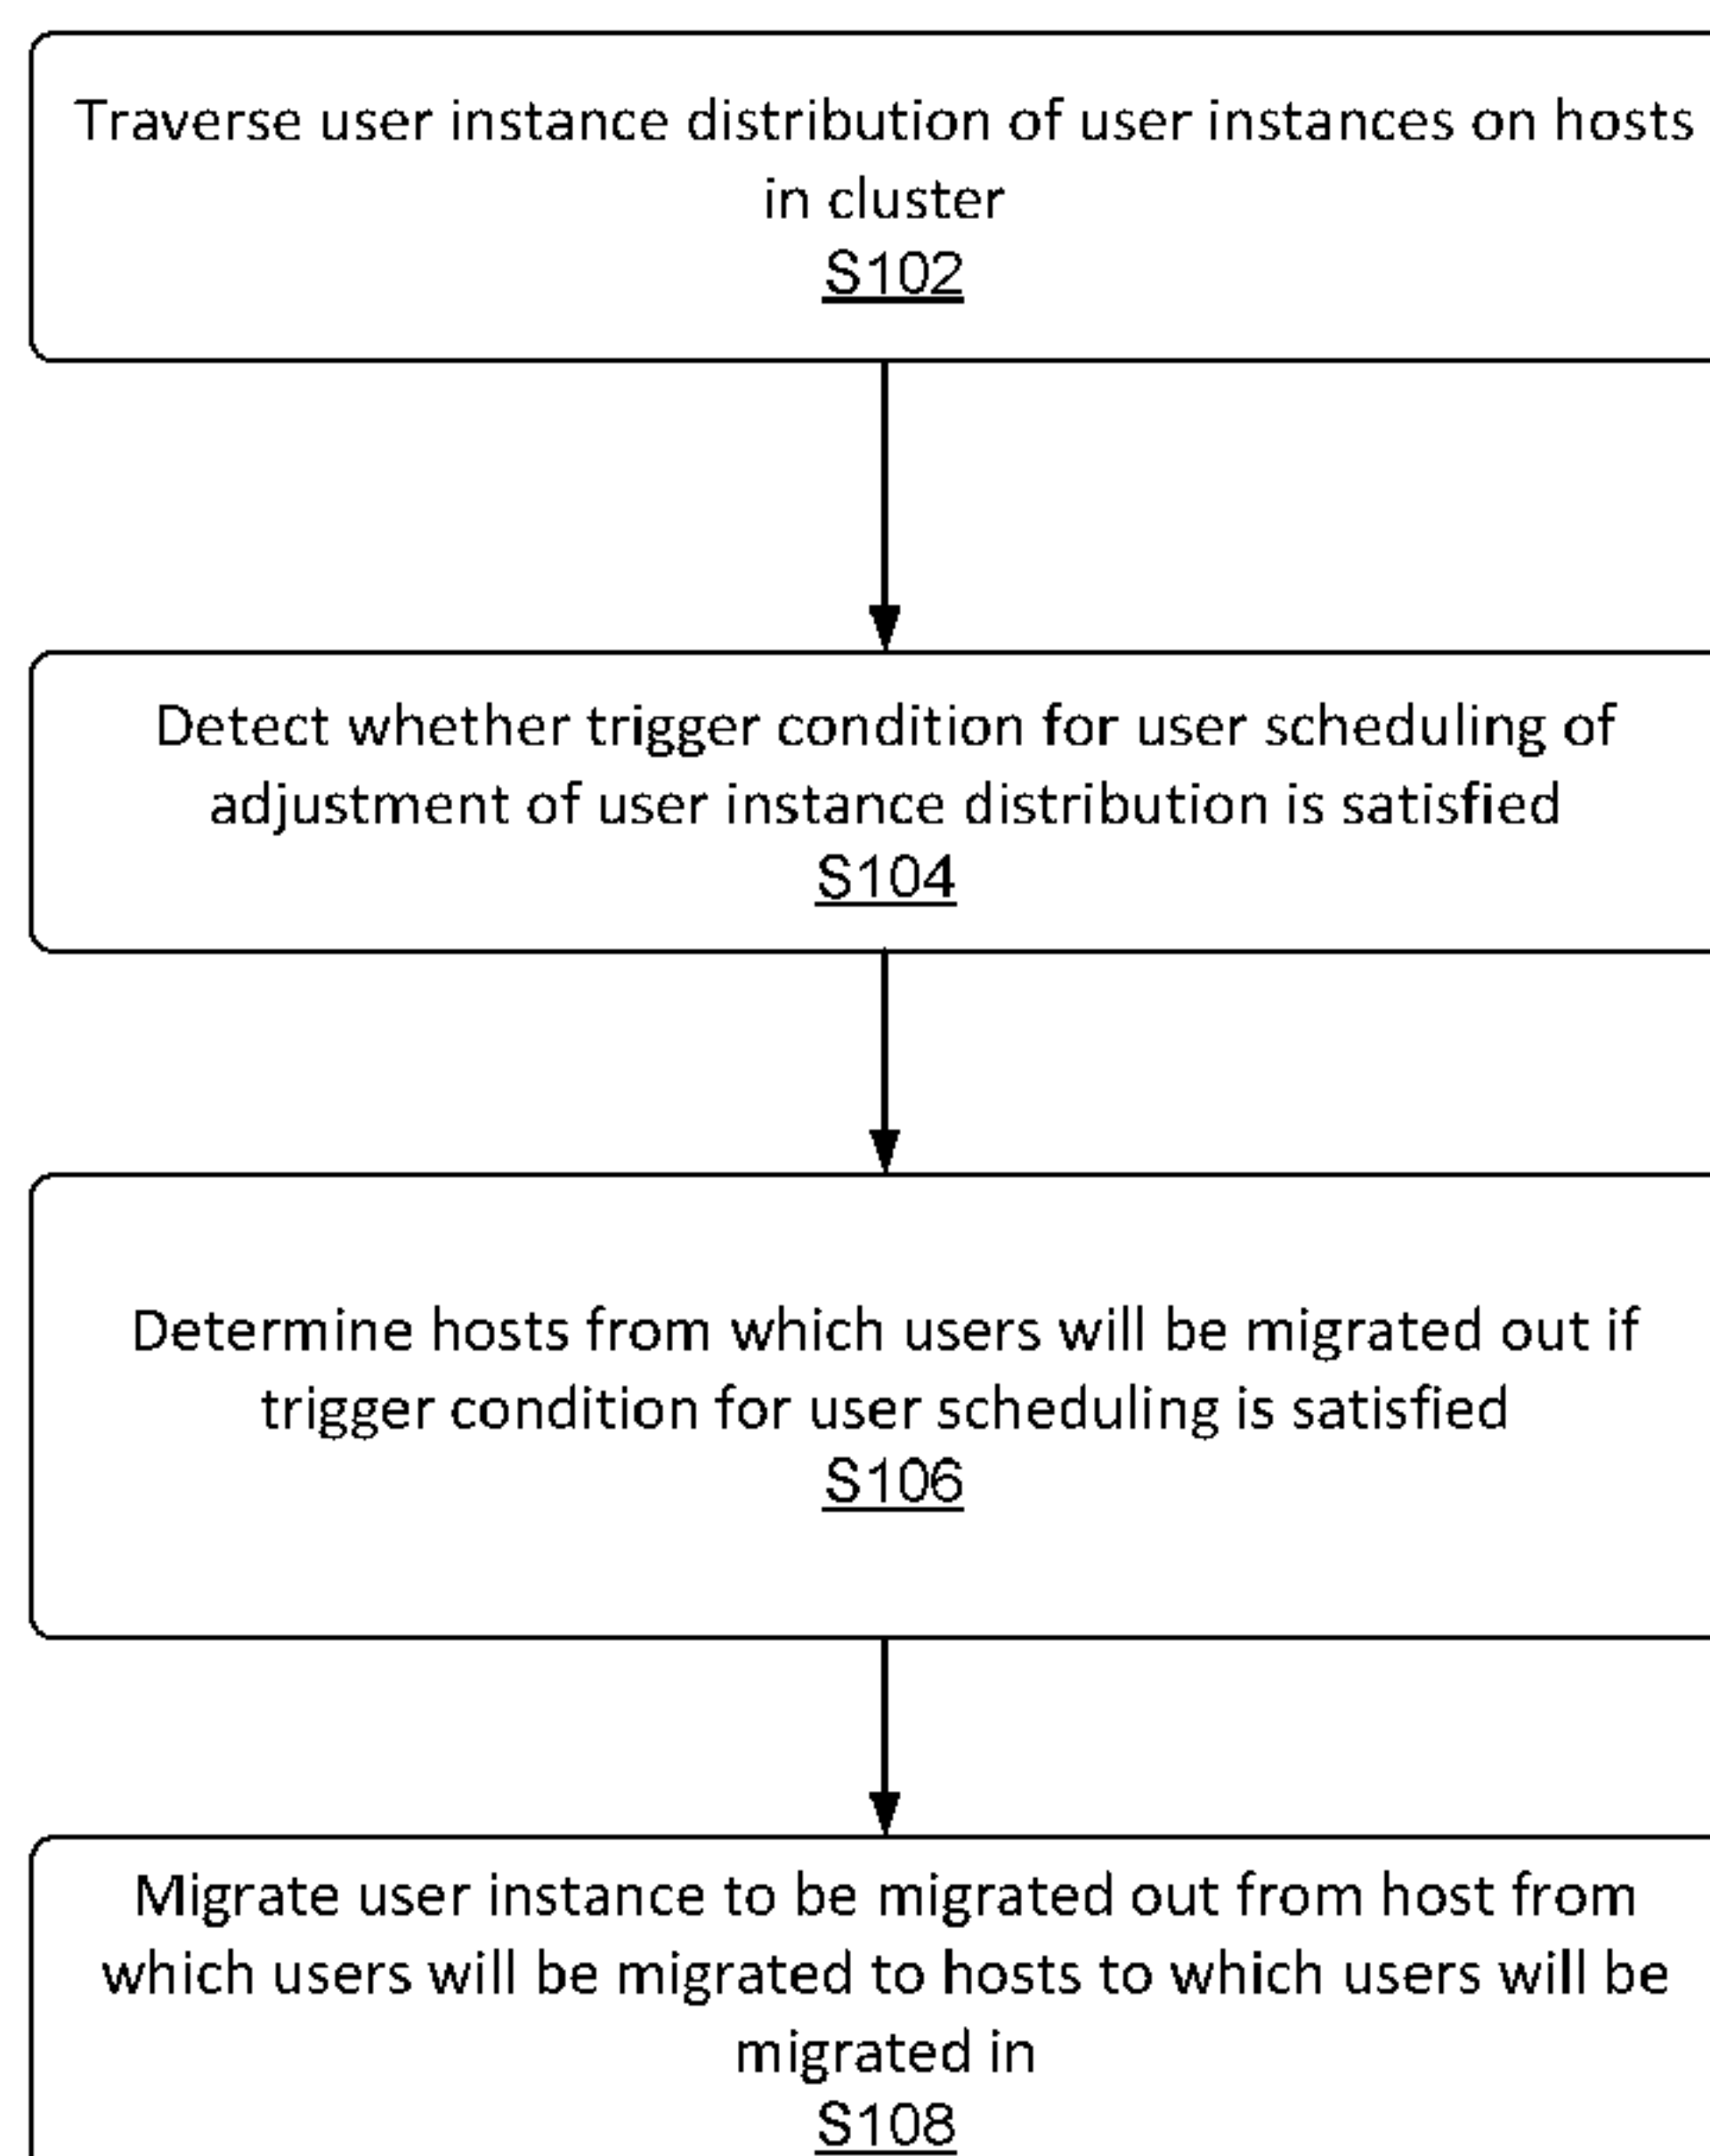 Traverse user instance distribution of user instances on hosts
in cluster
S102
Detect whether trigger condition for user scheduling of
adjustment of user instance distribution is satisfied
S104
Determine hosts from which users will be migrated out if
trigger condition for user scheduling is satisfied
S106
Migrate user instance to be migrated out from host from
which users will be migrated to hosts to which users will be
migrated in
S108